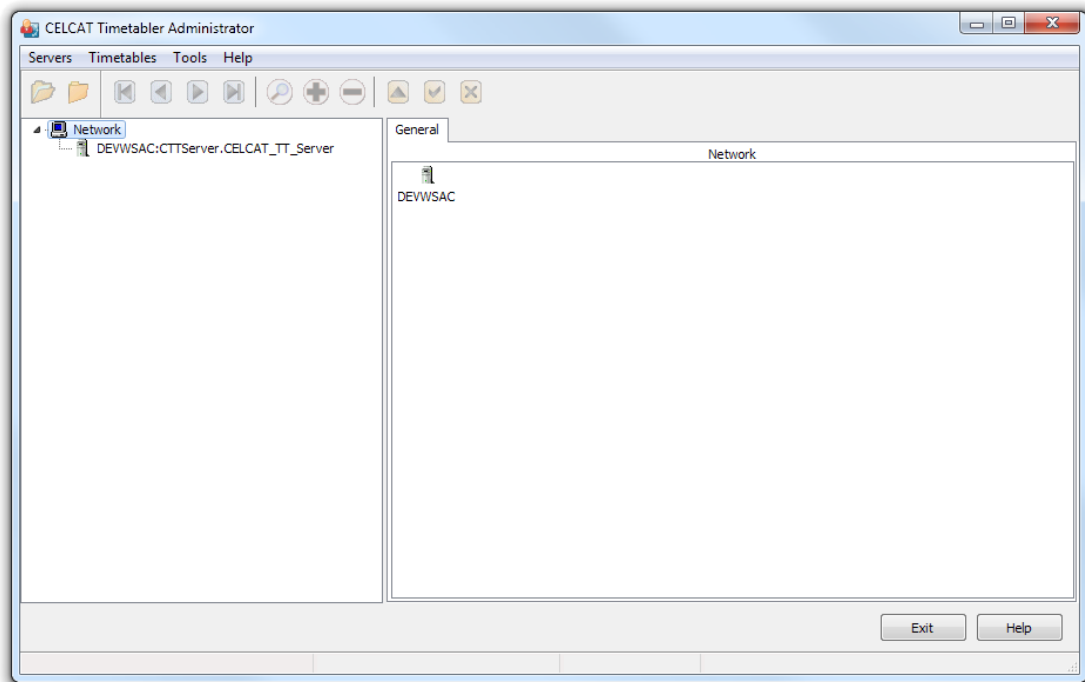 CELCAT Timetabler Administrator
Servers Timetables Tools Help
Network
DEVWSAC:CTTServer.CELCAT_TT_Server
General
Network
DEVWSAC
Exit Help